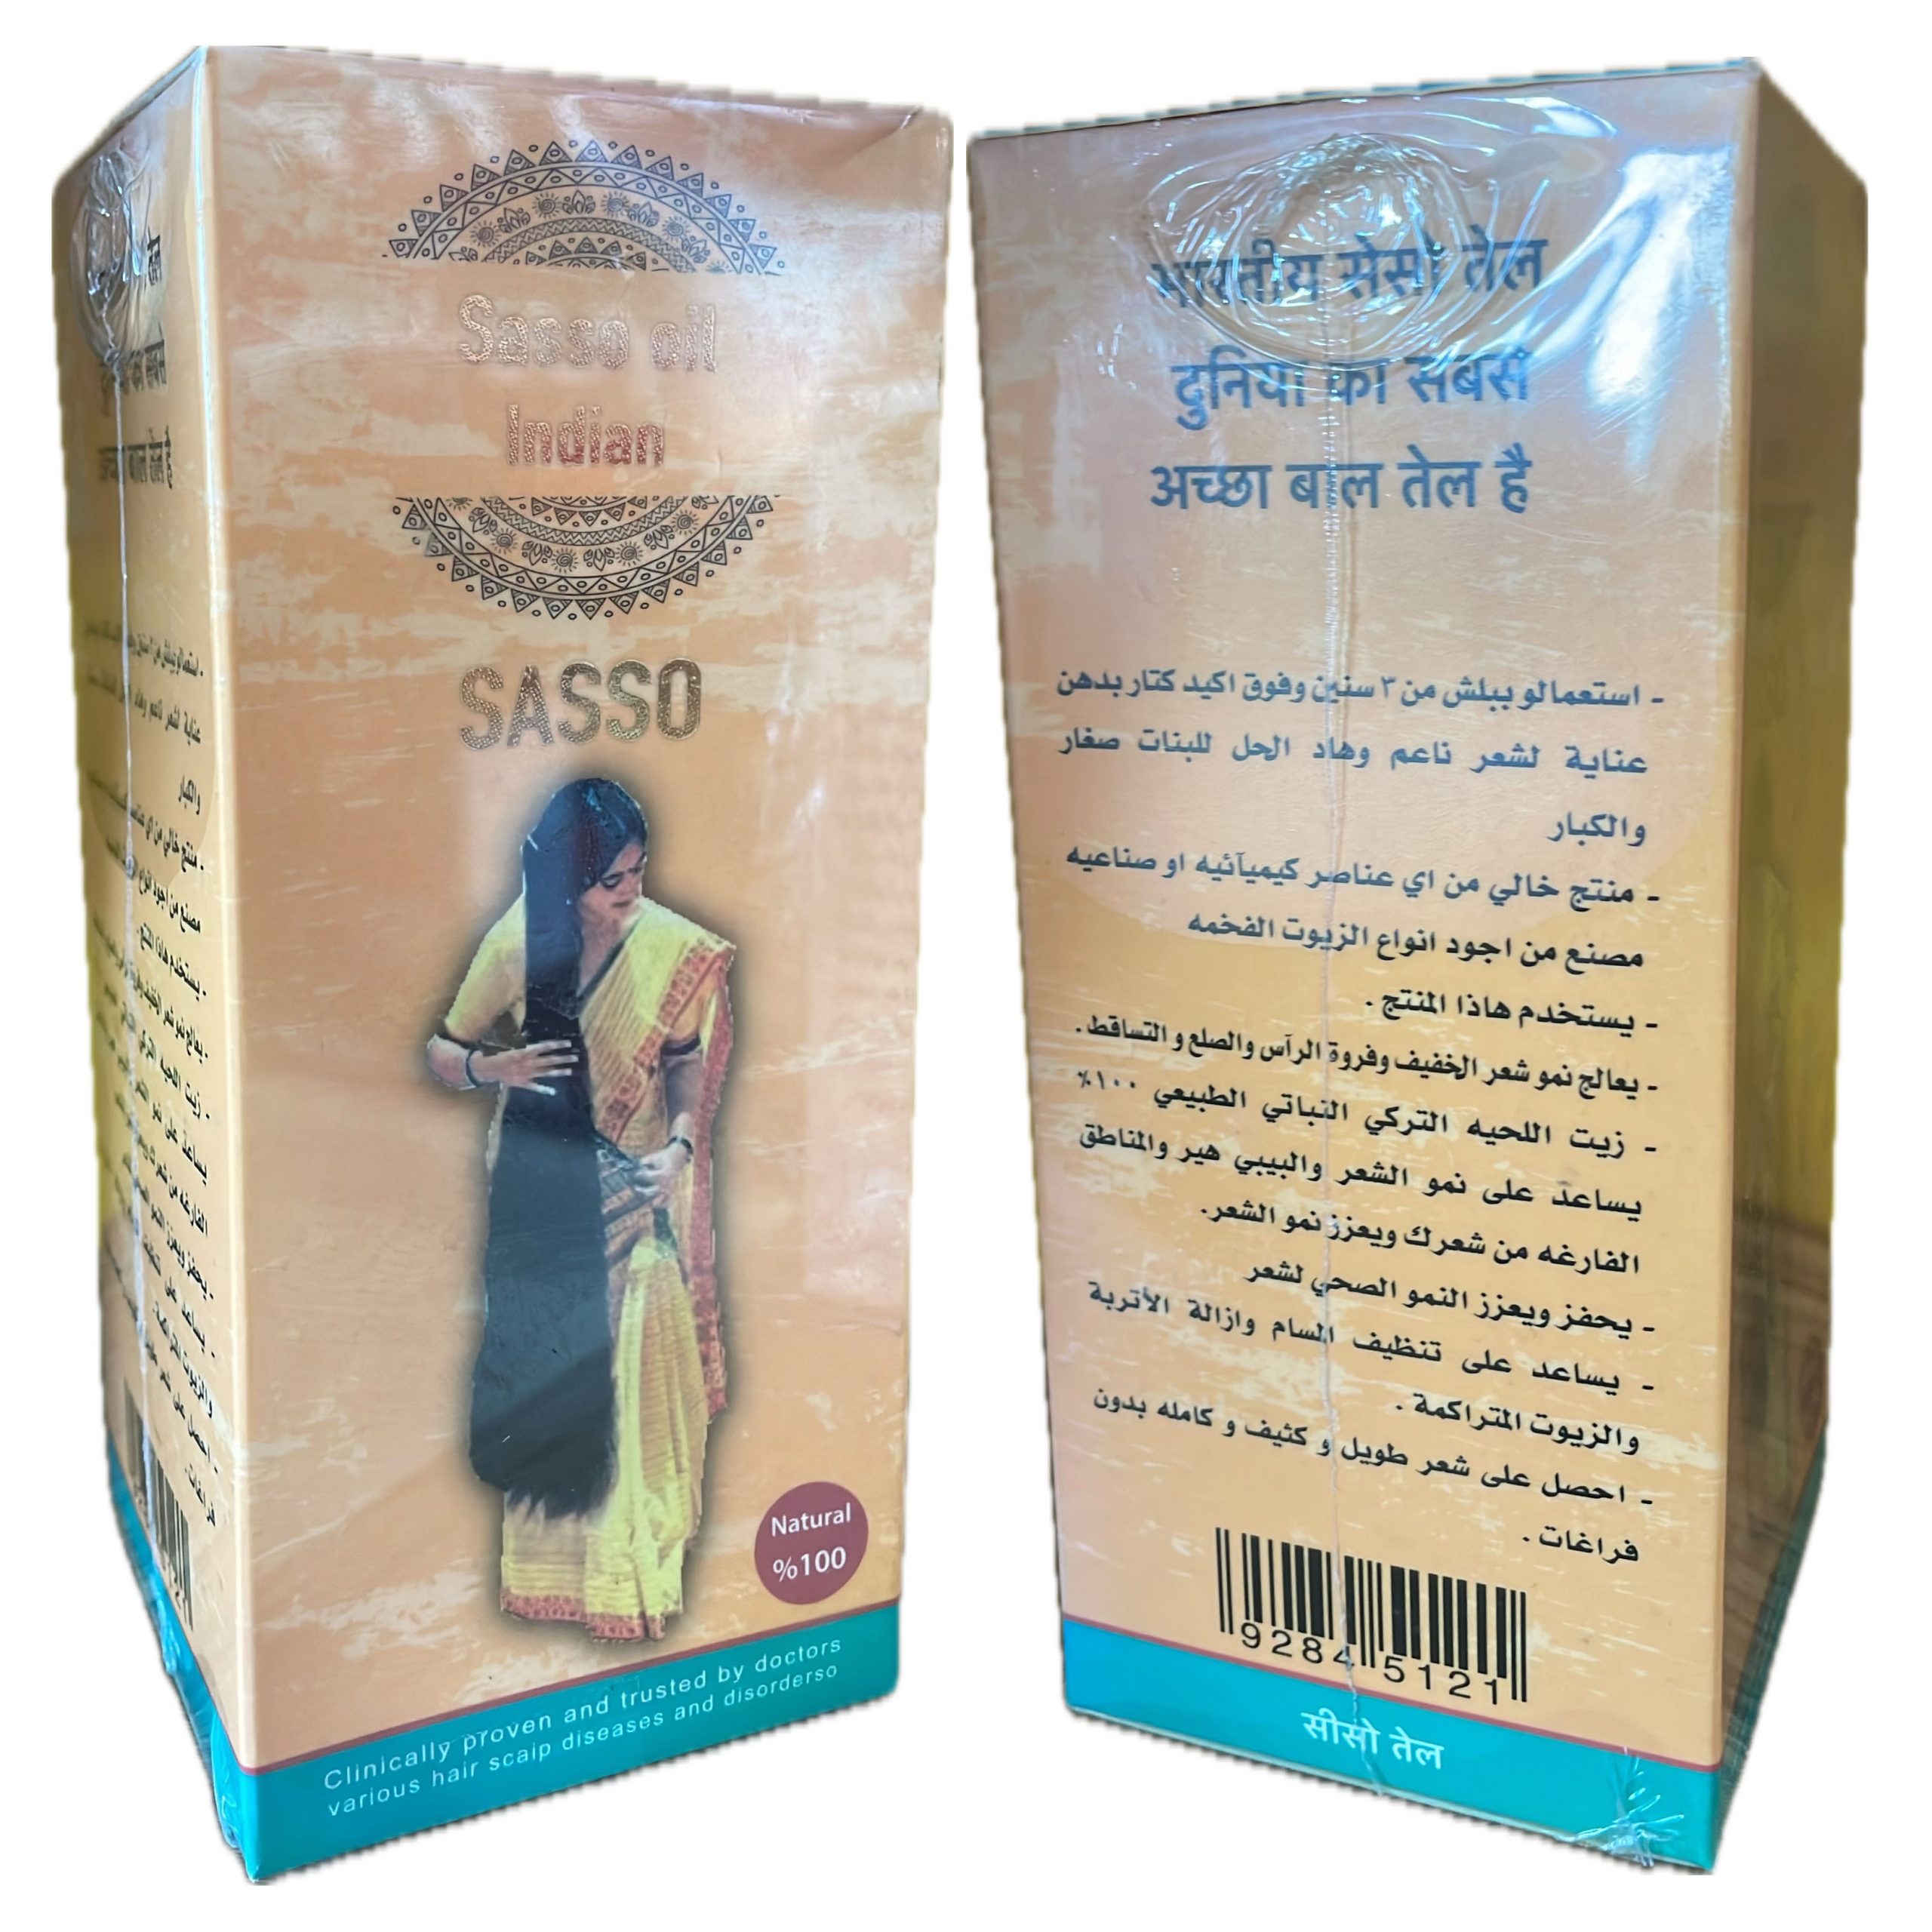 Sasso oil
Indian
SASSO
Natural
%100
Clinically proven and trusted by doctors
various hair scaip diseases and disorderso
भारतीय सेसो तेल
दुनिया का सबसे
अच्छा बाल तेल है
- استعمالو ببلش من ٣ سنين وفوق اكيد كتار بدهن
عناية لشعر ناعم وهاد الحل للبنات صغار
والكبار
- منتج خالي من اي عناصر كيميآئيه او صناعيه
مصنع من اجود انواع الزيوت الفخمه
- يستخدم هاذا المنتج .
- يعالج نمو شعر الخفيف وفروة الرآس والصلع و التساقط .
- زيت اللحيه التركي النباتي الطبيعي ١٠٠%
يساعد على نمو الشعر والبيبي هير والمناطق
الفارغه من شعرك ويعزز نمو الشعر.
- يحفز ويعزز النمو الصحي لشعر
- يساعد على تنظيف المسام وازالة الأتربة
والزيوت المتراكمة .
- احصل على شعر طويل و كثيف و كامله بدون
فراغات .
9284 5121
सीसो तेल